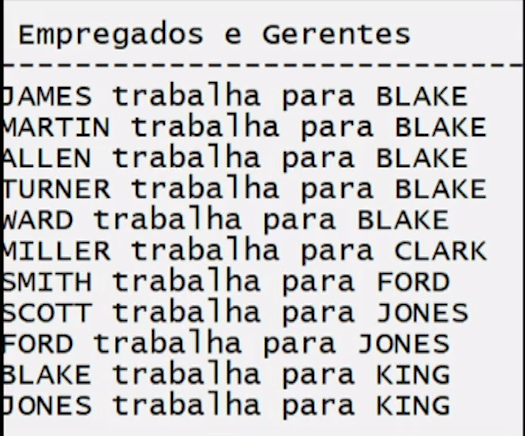 Empregados e Gerentes
-----------------------------
JAMES trabalha para BLAKE
MARTIN trabalha para BLAKE
ALLEN trabalha para BLAKE
TURNER trabalha para BLAKE
WARD trabalha para BLAKE
MILLER trabalha para CLARK
SMITH trabalha para FORD
SCOTT trabalha para JONES
FORD trabalha para JONES
BLAKE trabalha para KING
JONES trabalha para KING